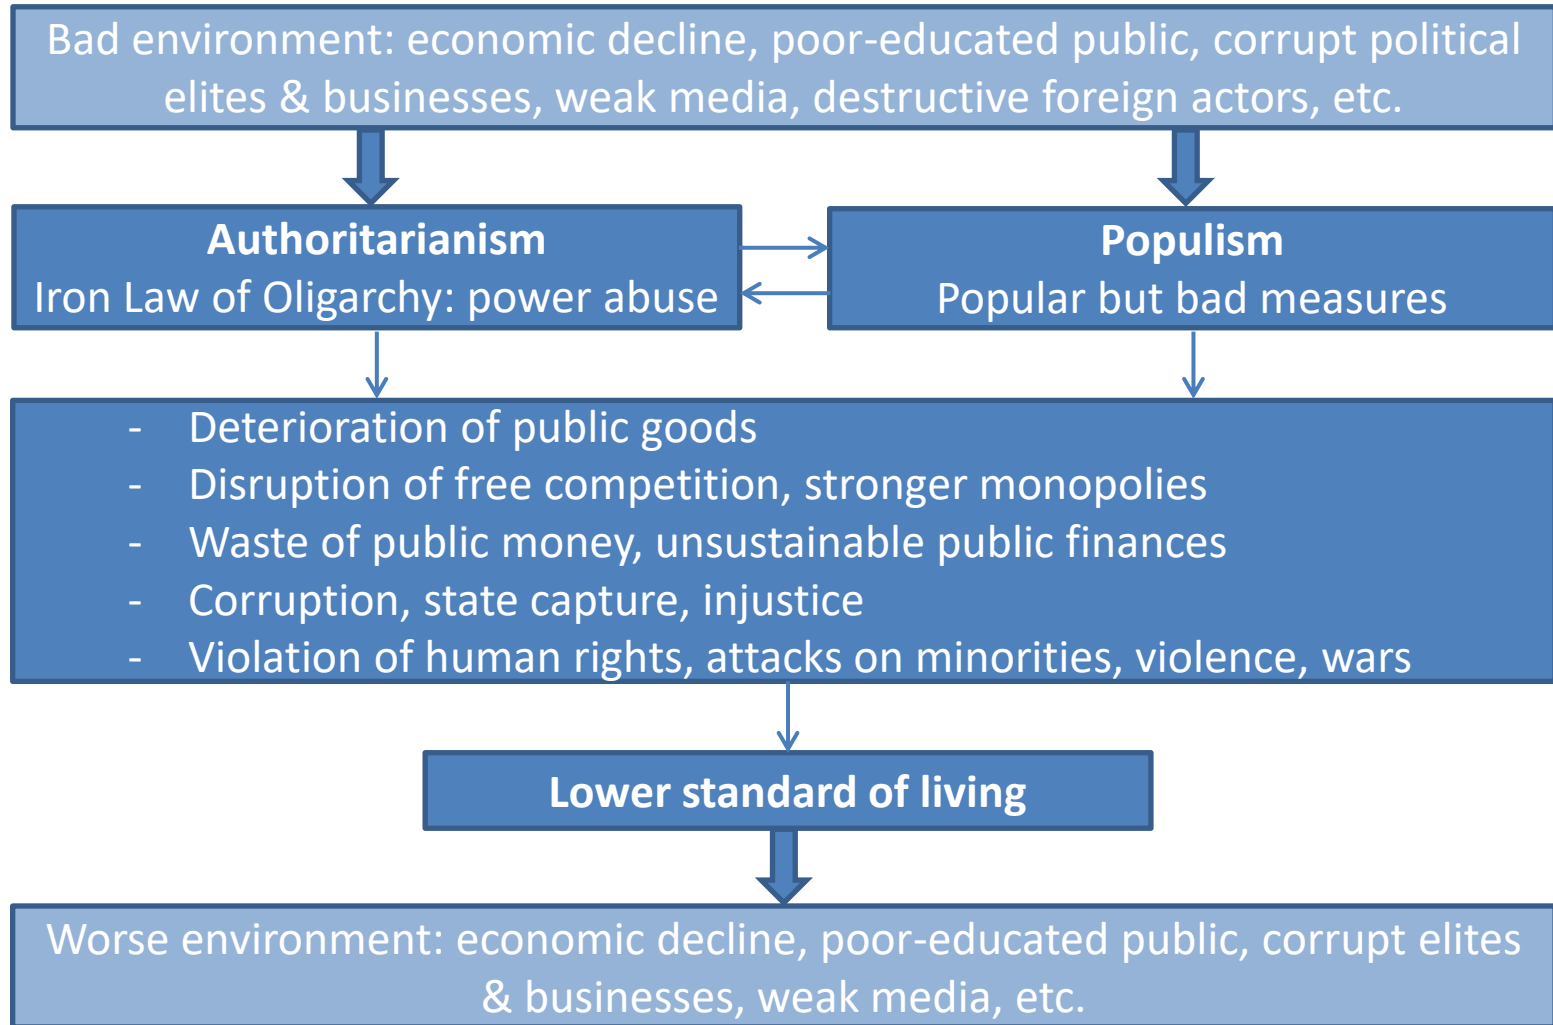 Bad environment: economic decline, poor-educated public, corrupt political
elites & businesses, weak media, destructive foreign actors, etc.
Authoritarianism
Iron Law of Oligarchy: power abuse
Populism
Popular but bad measures
- Deterioration of public goods
- Disruption of free competition, stronger monopolies
- Waste of public money, unsustainable public finances
- Corruption, state capture, injustice
- Violation of human rights, attacks on minorities, violence, wars
Lower standard of living
Worse environment: economic decline, poor-educated public, corrupt elites
& businesses, weak media, etc.